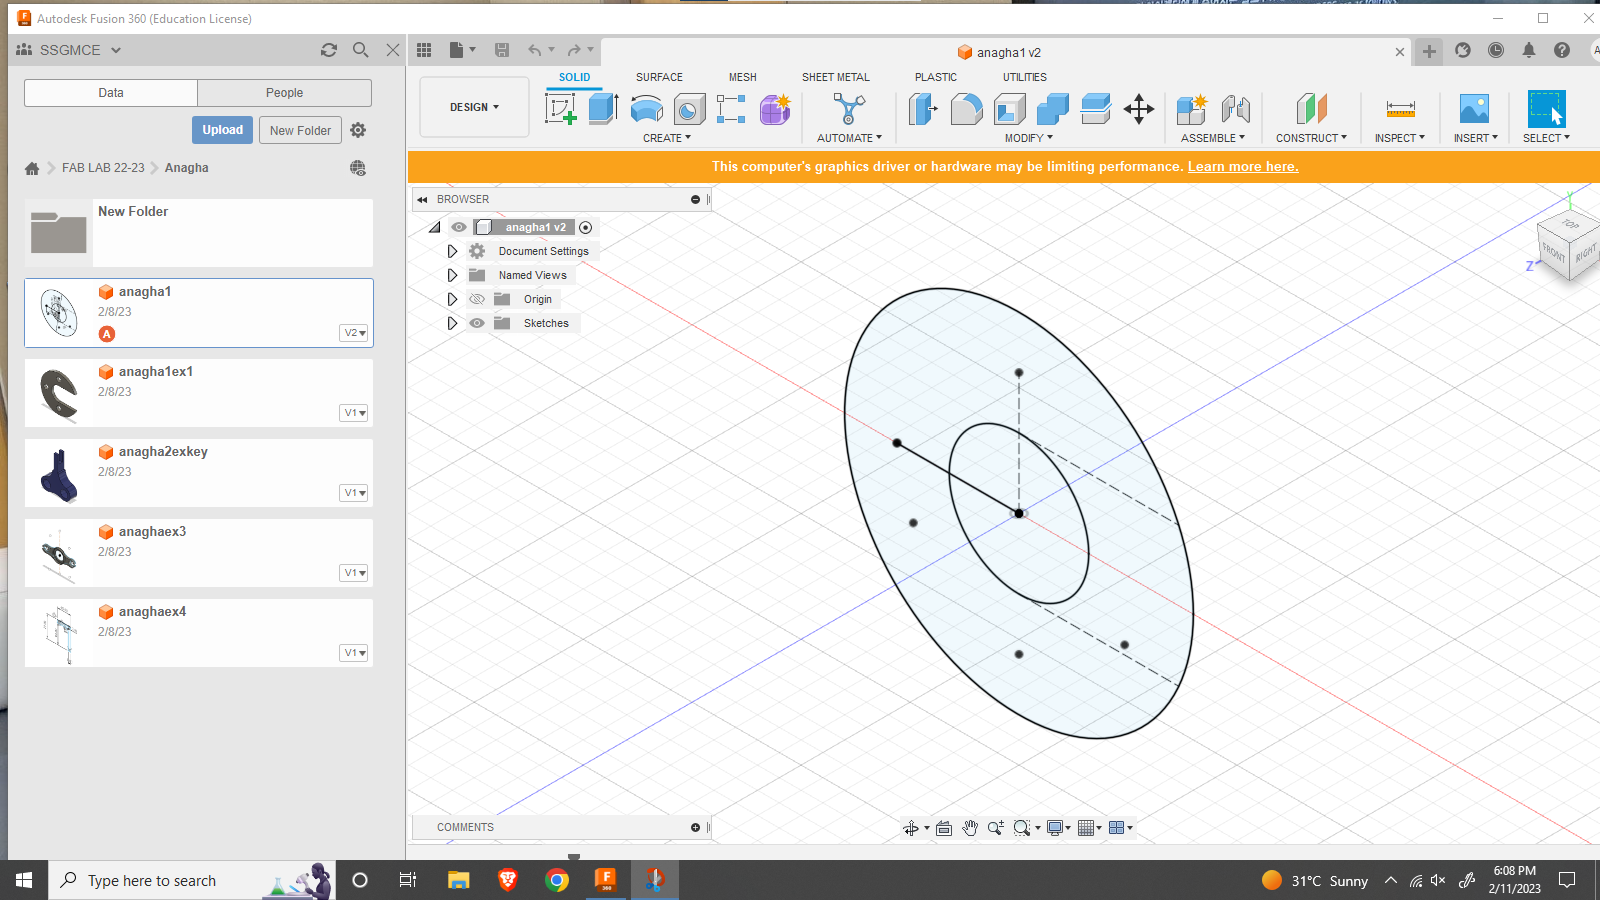 Autodesk Fusion 360 (Education License)
SSGMCE
anagha1 v2
Data
People
Upload
New Folder
FAB LAB 22-23
Anagha
New Folder
anagha1
2/8/23
A
V2
anagha1ex1
2/8/23
V1
anagha2exkey
2/8/23
V1
anaghaex3
2/8/23
V1
anaghaex4
2/8/23
V1
DESIGN
SOLID
SURFACE
MESH
SHEET METAL
PLASTIC
UTILITIES
CREATE
AUTOMATE
MODIFY
ASSEMBLE
CONSTRUCT
INSPECT
INSERT
SELECT
This computer's graphics driver or hardware may be limiting performance. Learn more here.
BROWSER
anagha1 v2
Document Settings
Named Views
Origin
Sketches
Y
TOP
FRONT
RIGHT
Z
COMMENTS
Type here to search
F
360
31°C Sunny
6:08 PM
2/11/2023